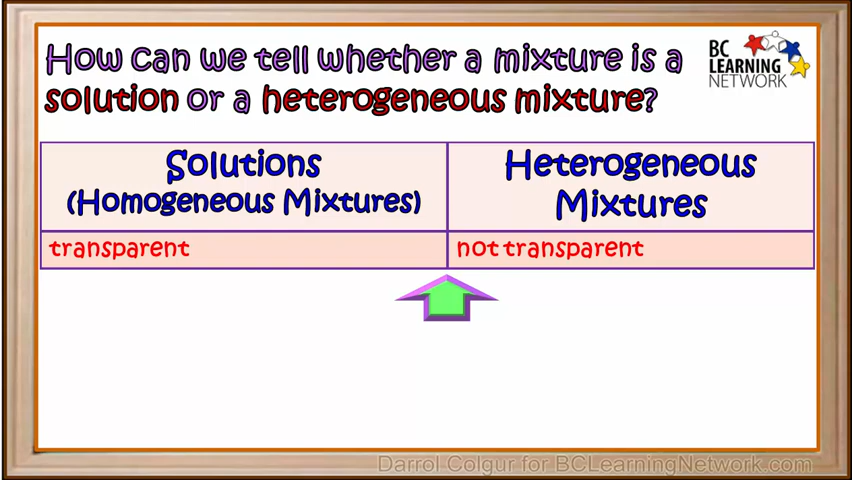 How can we tell whether a mixture is a
solution or a heterogeneous mixture?
BC
LEARNING
NETWORK
Solutions
(Homogeneous Mixtures)
Heterogeneous
Mixtures
transparent
not transparent
Darrol Colgur for BCLearningNetwork.com